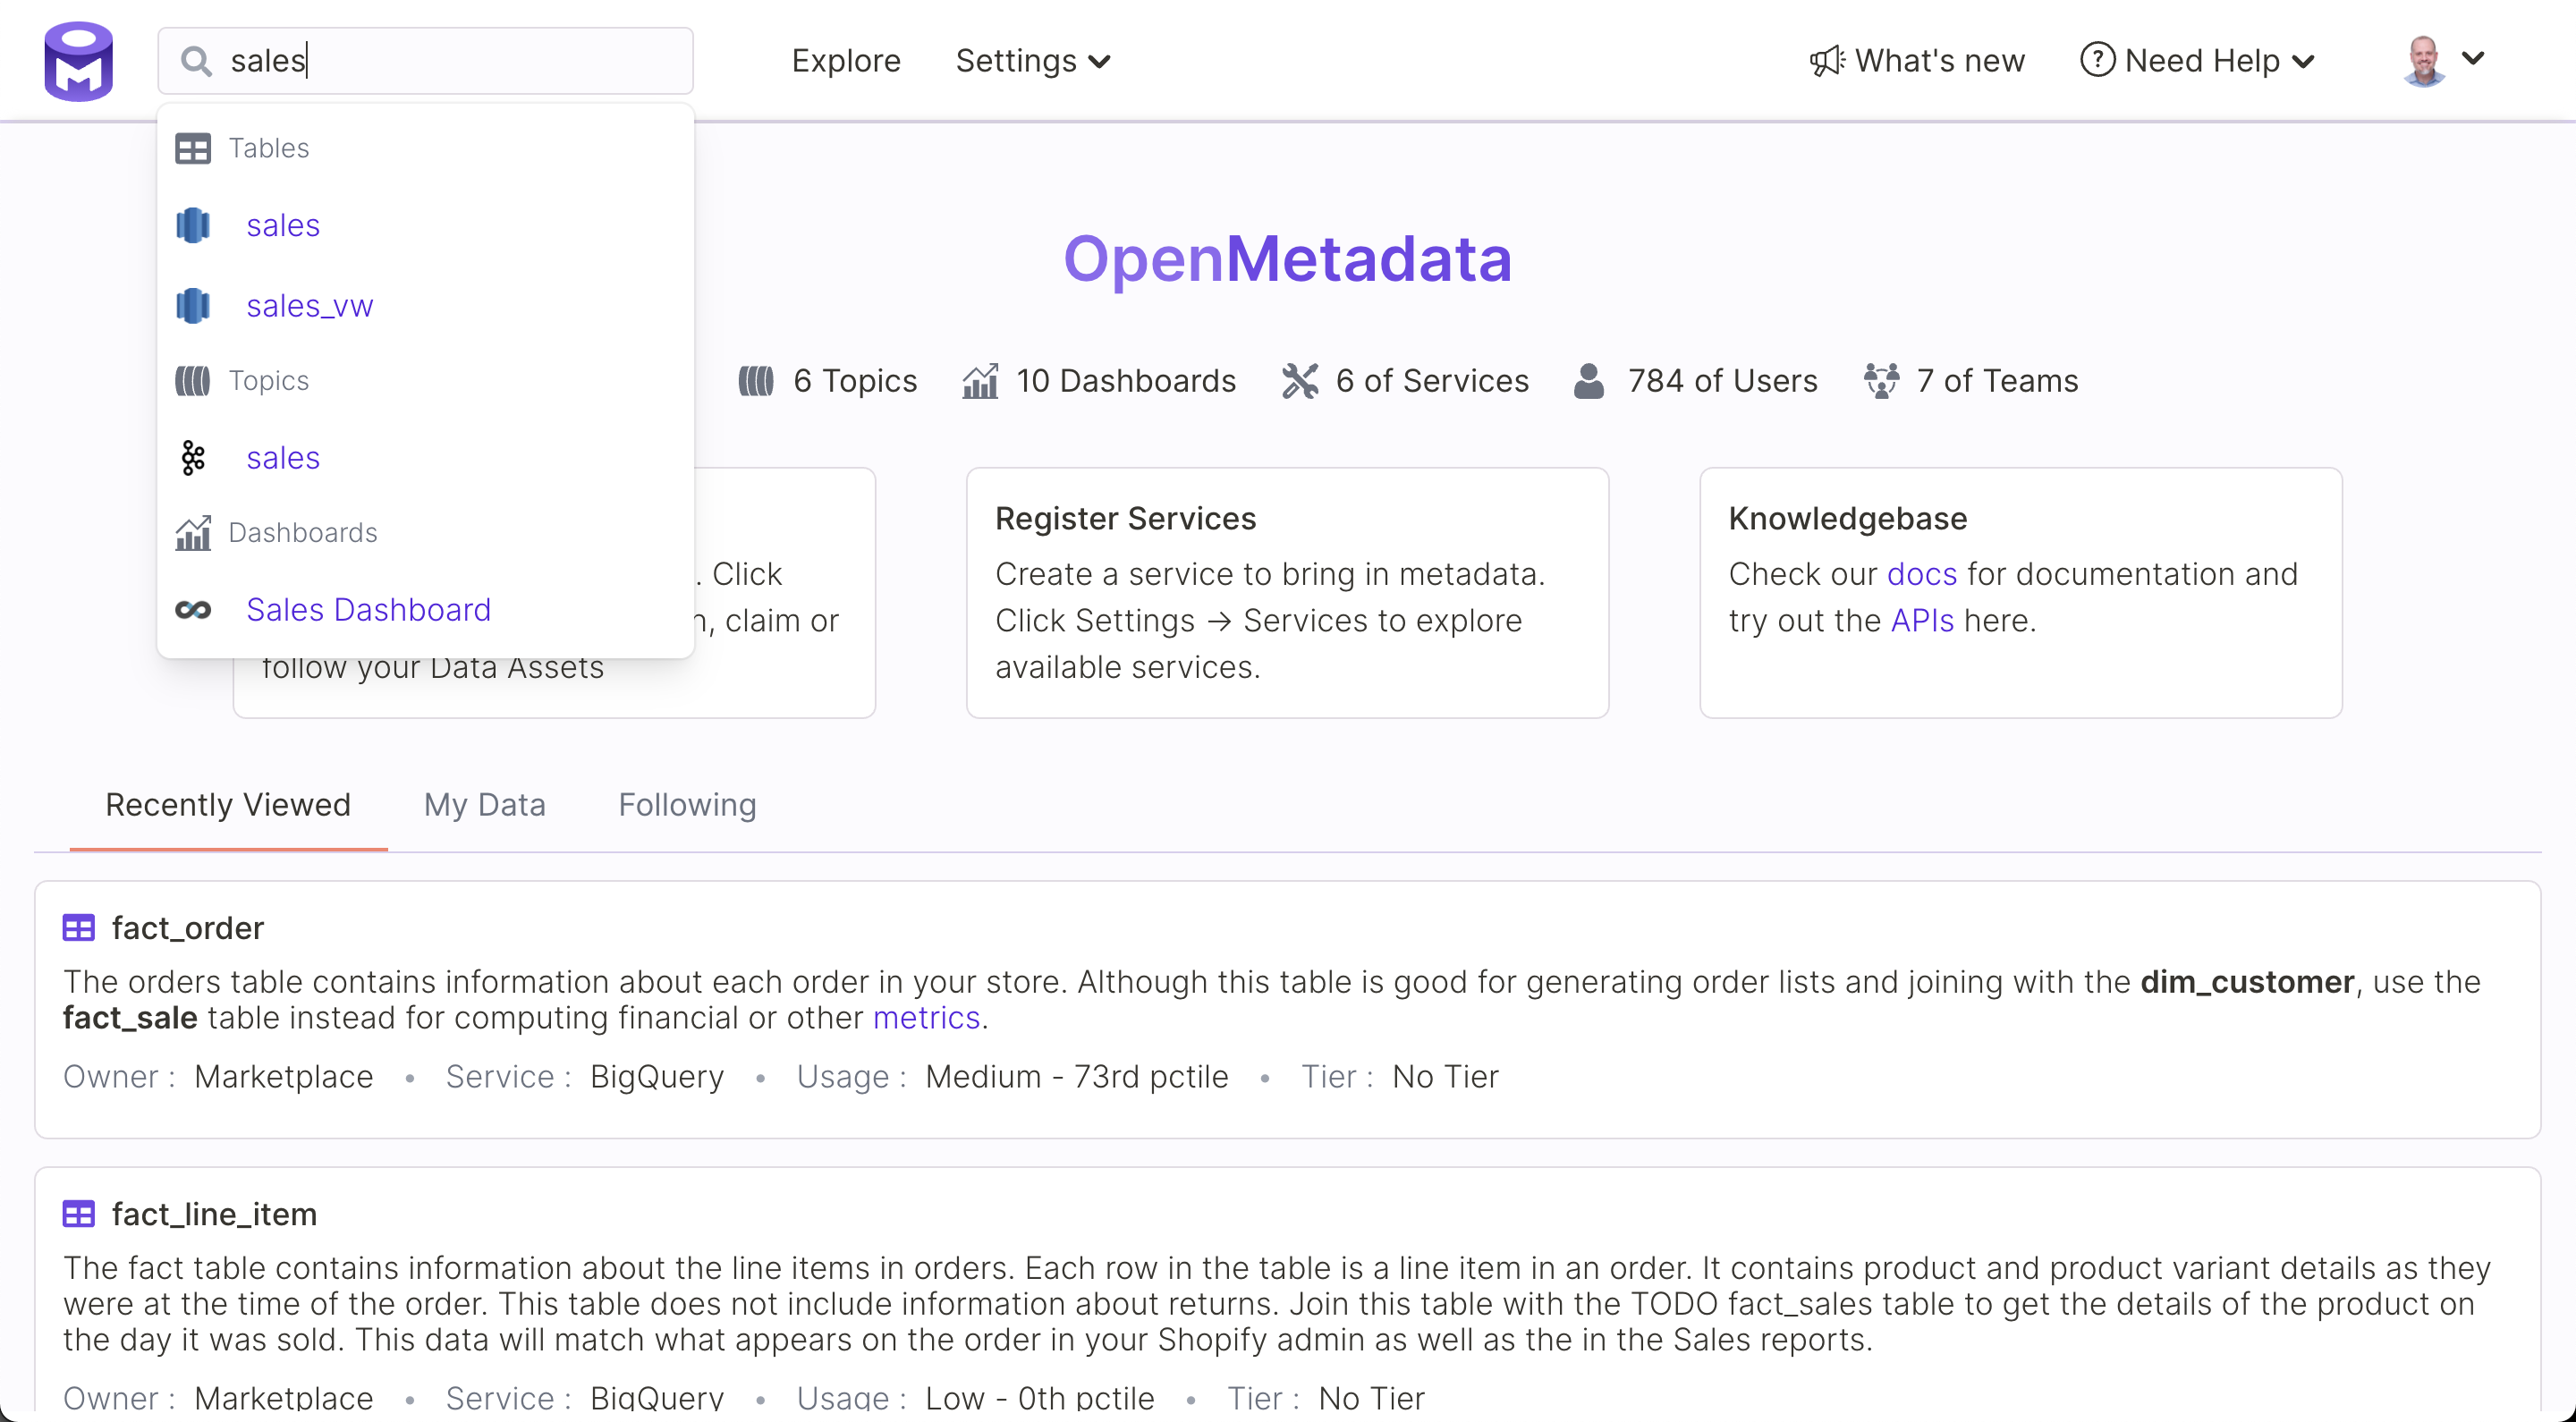 sales
Explore
Settings
What's new
Need Help
Tables
sales
sales_vw
Topics
sales
Dashboards
Sales Dashboard
OpenMetadata
6 Topics
10 Dashboards
6 of Services
784 of Users
7 of Teams
. Click
, claim or
follow your Data Assets
Register Services
Create a service to bring in metadata.
Click Settings → Services to explore
available services.
Knowledgebase
Check our docs for documentation and
try out the APIs here.
Recently Viewed
My Data
Following
fact_order
The orders table contains information about each order in your store. Although this table is good for generating order lists and joining with the dim_customer, use the
fact_sale table instead for computing financial or other metrics.
Owner : Marketplace • Service : BigQuery • Usage : Medium - 73rd pctile • Tier : No Tier
fact_line_item
The fact table contains information about the line items in orders. Each row in the table is a line item in an order. It contains product and product variant details as they
were at the time of the order. This table does not include information about returns. Join this table with the TODO fact_sales table to get the details of the product on
the day it was sold. This data will match what appears on the order in your Shopify admin as well as the in the Sales reports.
Owner : Marketplace • Service : BigQuery • Usage : Low - 0th pctile • Tier : No Tier